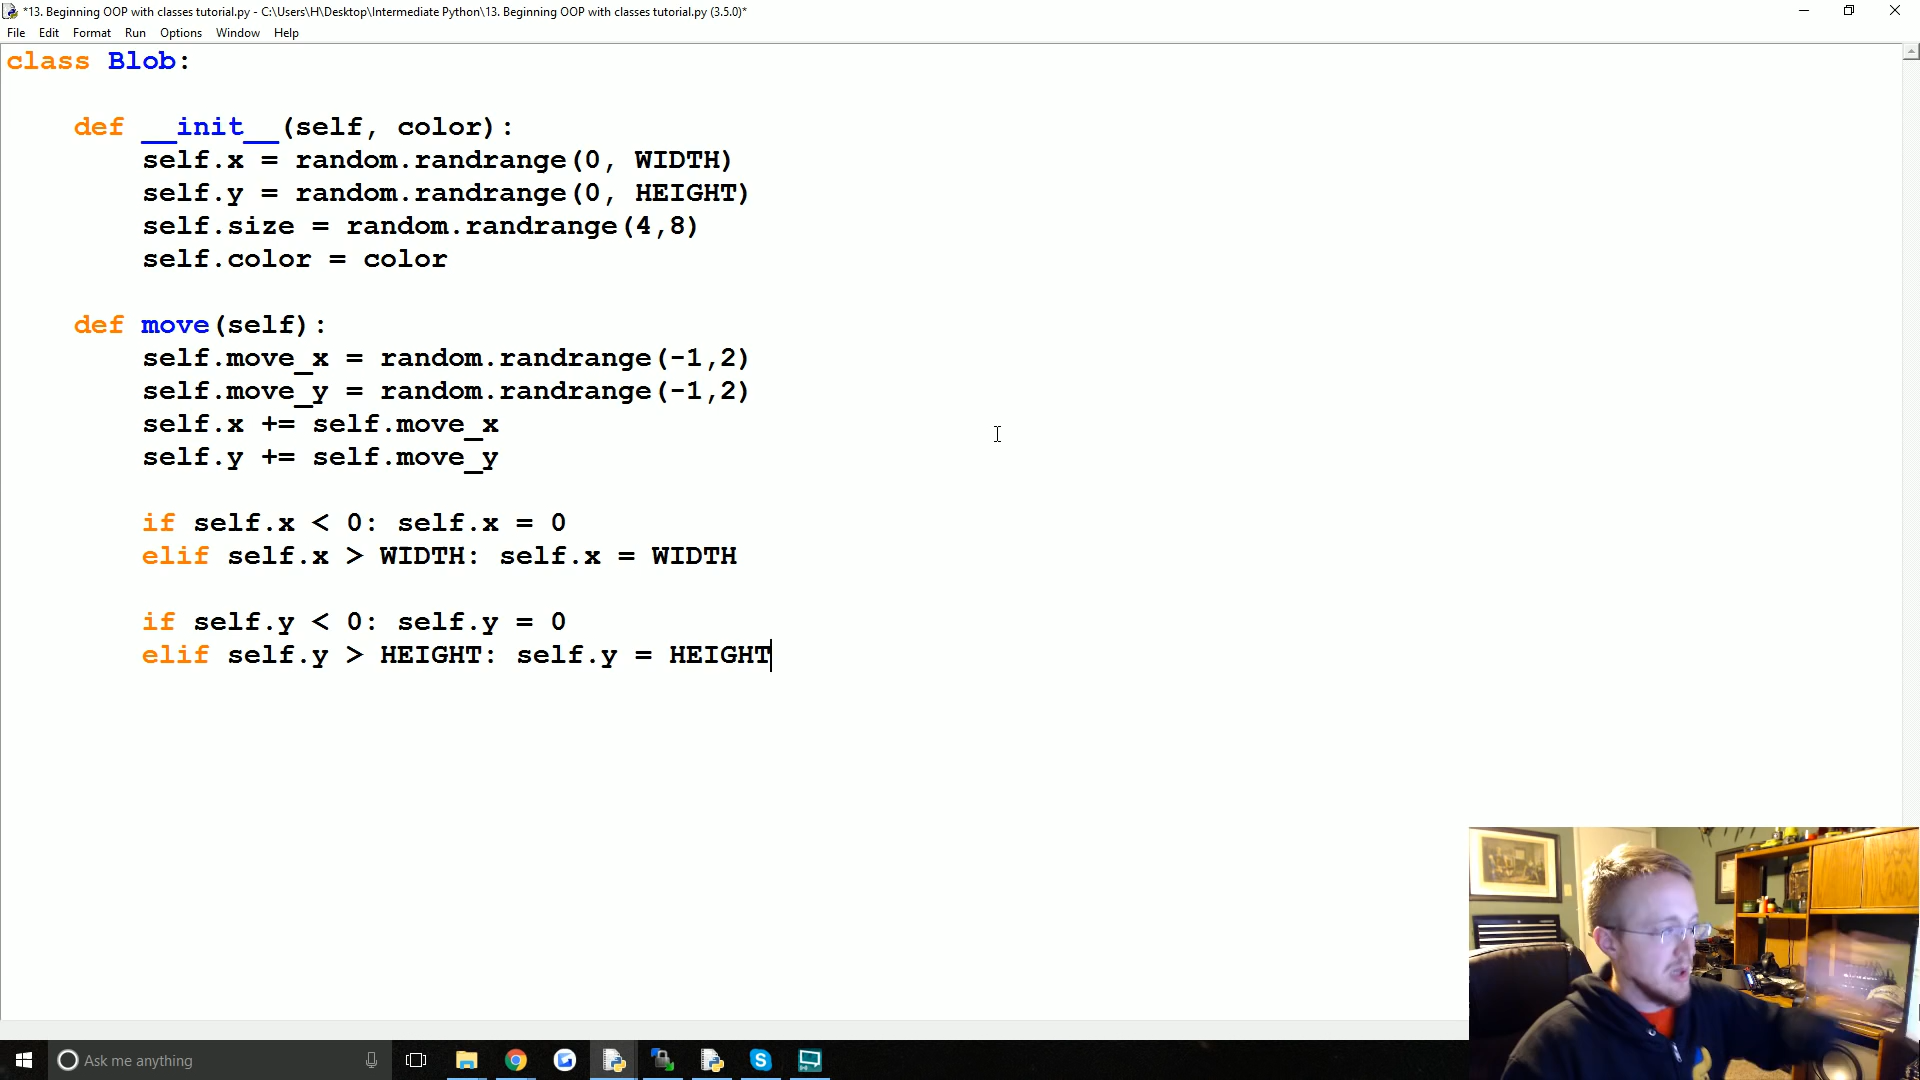 *13. Beginning OOP with classes tutorial.py - C:\Users\H\Desktop\Intermediate Python\13. Beginning OOP with classes tutorial.py (3.5.0)*
File Edit Format Run Options Window Help
class Blob:
def __init__(self, color):
self.x = random.randrange(0, WIDTH)
self.y = random.randrange(0, HEIGHT)
self.size = random.randrange(4,8)
self.color = color
def move(self):
self.move_x = random.randrange(-1,2)
self.move_y = random.randrange(-1,2)
self.x += self.move_x
self.y += self.move_y
if self.x < 0: self.x = 0
elif self.x > WIDTH: self.x = WIDTH
if self.y < 0: self.y = 0
elif self.y > HEIGHT: self.y = HEIGHT
Ask me anything